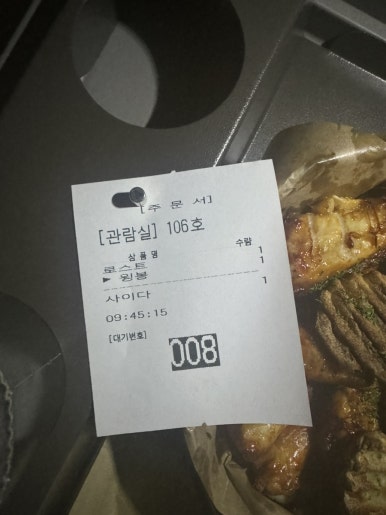 [주 문 서]
[관람실] 106호
상품명 수량
로스트 1
▶ 윙봉 1
사이다 1
09:45:15
[대기번호] 008